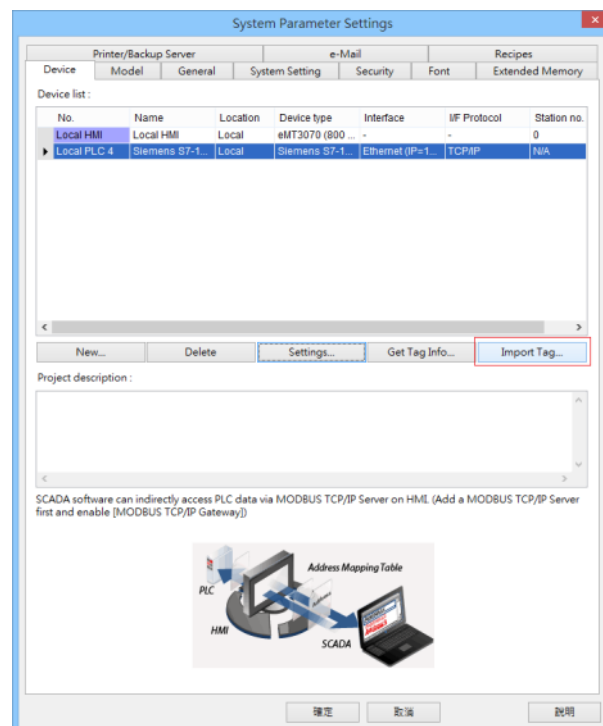 System Parameter Settings
Printer/Backup Server e-Mail Recipes
Device Model General System Setting Security Font Extended Memory
Device list :
No. Name Location Device type Interface I/F Protocol Station no.
Local HMI Local HMI Local eMT3070 (800 ... - - 0
Local PLC 4 Siemens S7-1... Local Siemens S7-1... Ethernet (IP=1... TCP/IP N/A
New... Delete Settings... Get Tag Info... Import Tag...
Project description :
SCADA software can indirectly access PLC data via MODBUS TCP/IP Server on HMI. (Add a MODBUS TCP/IP Server
first and enable [MODBUS TCP/IP Gateway])
Address Mapping Table
PLC
HMI
SCADA
確定 取消 說明